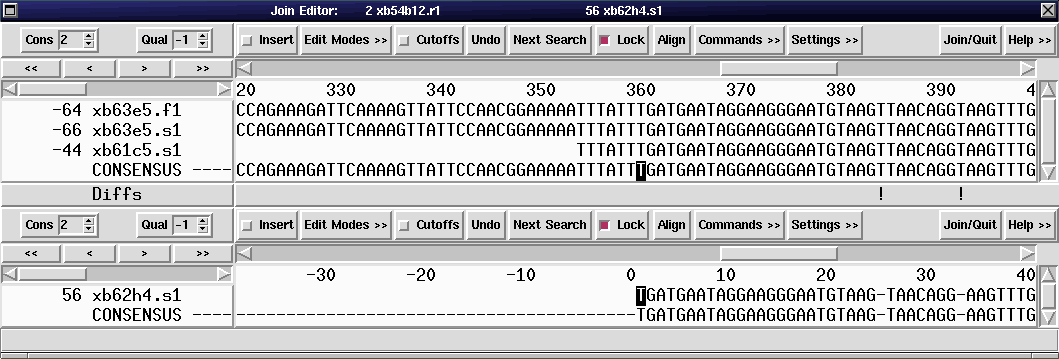 Join Editor: 2 xb54b12.r1 56 xb62h4.s1
Cons 2 Qual -1 Insert Edit Modes >> Cutoffs Undo Next Search Lock Align Commands >> Settings >> Join/Quit Help >>
<< < > >>
20 330 340 350 360 370 380 390 4
-64 xb63e5.f1 CCAGAAAGATTCAAAAGTTATTCCAACGGAAAAATTTATTTGATGAATAGGAAGGGAATGTAAGTTAACAGGTAAGTTTG
-66 xb63e5.s1 CCAGAAAGATTCAAAAGTTATTCCAACGGAAAAATTTATTTGATGAATAGGAAGGGAATGTAAGTTAACAGGTAAGTTTG
-44 xb61c5.s1 TTTATTTGATGAATAGGAAGGGAATGTAAGTTAACAGGTAAGTTTG
CONSENSUS ----CCAGAAAGATTCAAAAGTTATTCCAACGGAAAAATTTATTTGATGAATAGGAAGGGAATGTAAGTTAACAGGTAAGTTTG
Diffs ! !
Cons 2 Qual -1 Insert Edit Modes >> Cutoffs Undo Next Search Lock Align Commands >> Settings >> Join/Quit Help >>
<< < > >>
-30 -20 -10 0 10 20 30 40
56 xb62h4.s1 TGATGAATAGGAAGGGAATGTAAG-TAACAGG-AAGTTTG
CONSENSUS ----------------------------------------TGATGAATAGGAAGGGAATGTAAG-TAACAGG-AAGTTTG